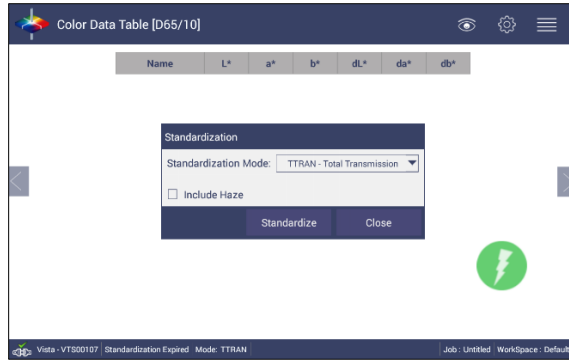 Color Data Table [D65/10]
Name L* a* b* dL* da* db*
Standardization
Standardization Mode: TTRAN - Total Transmission
Include Haze
Standardize Close
Vista - VTS00107 Standardization Expired Mode: TTRAN Job : Untitled WorkSpace : Default